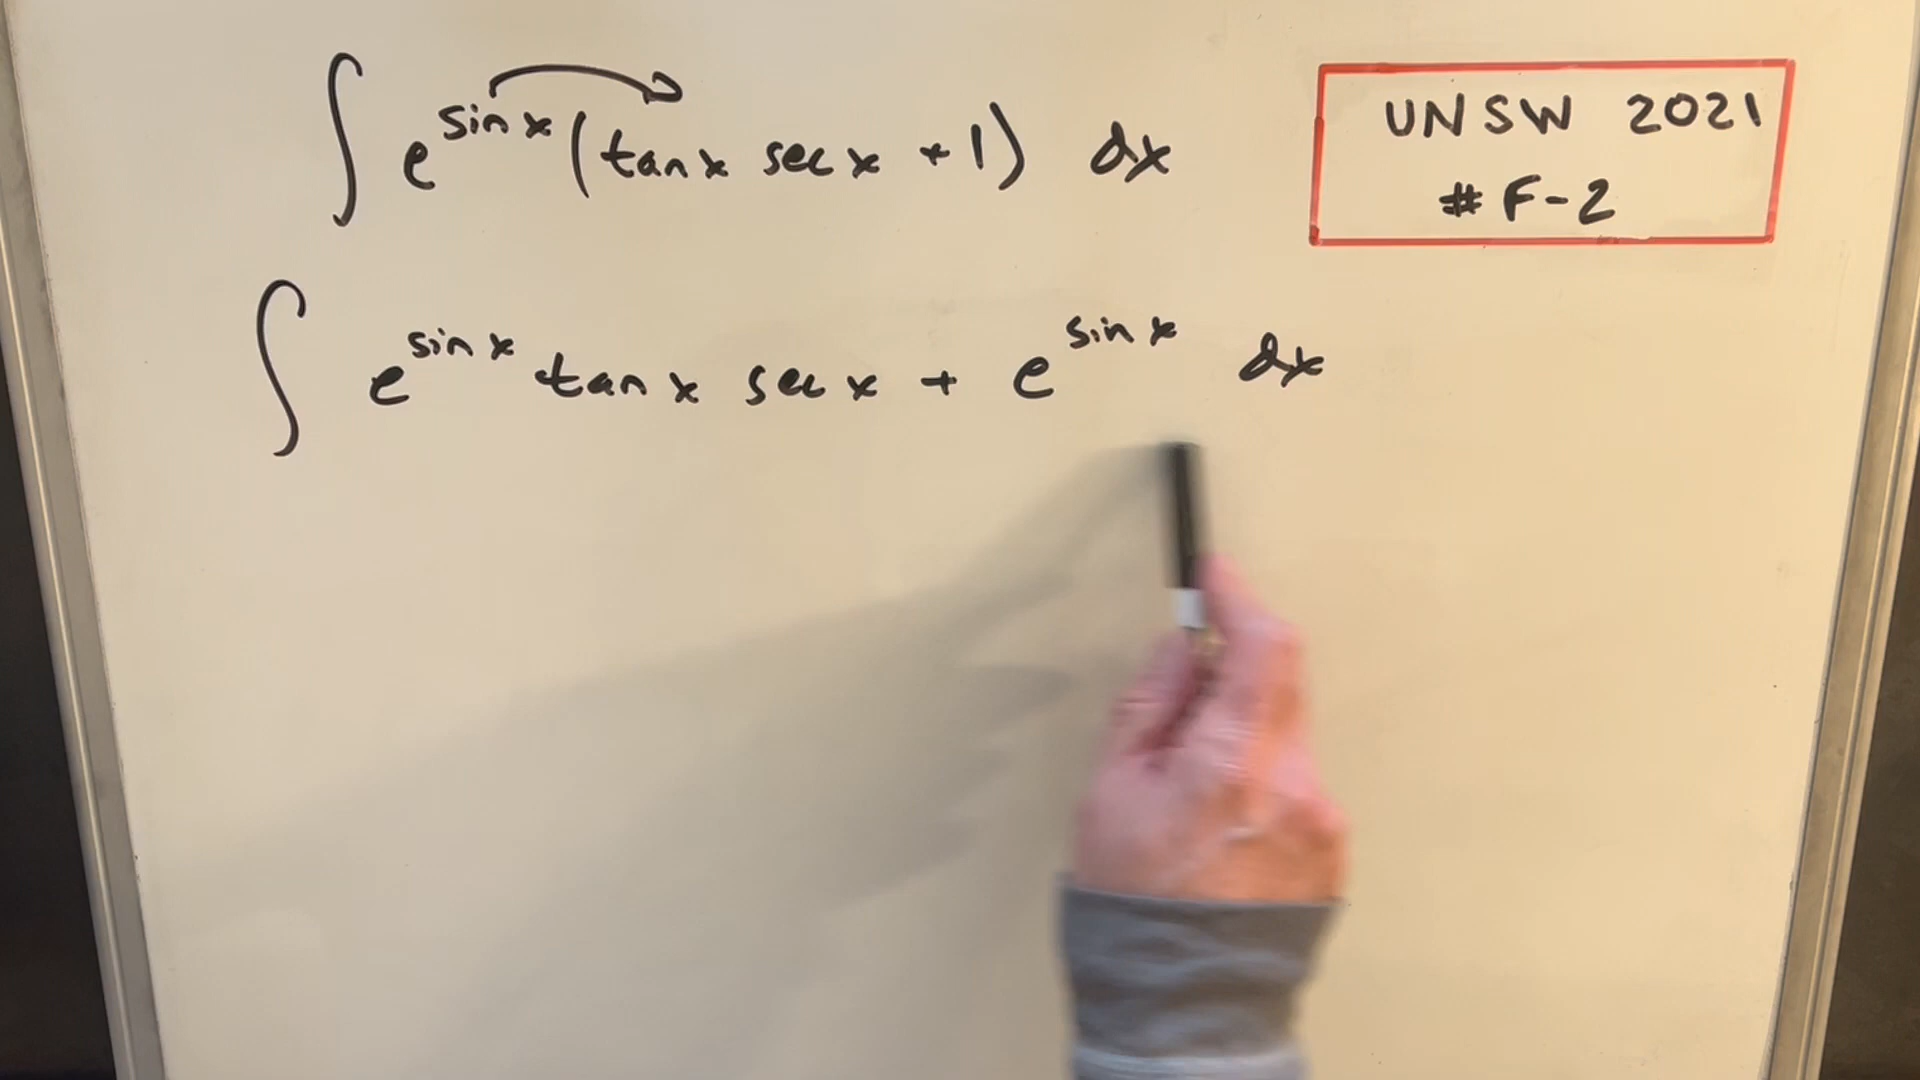 ∫ e^{sin x} (tan x sec x + 1) dx
UNSW 2021
# F-2
∫ e^{sin x} tan x sec x + e^{sin x} dx